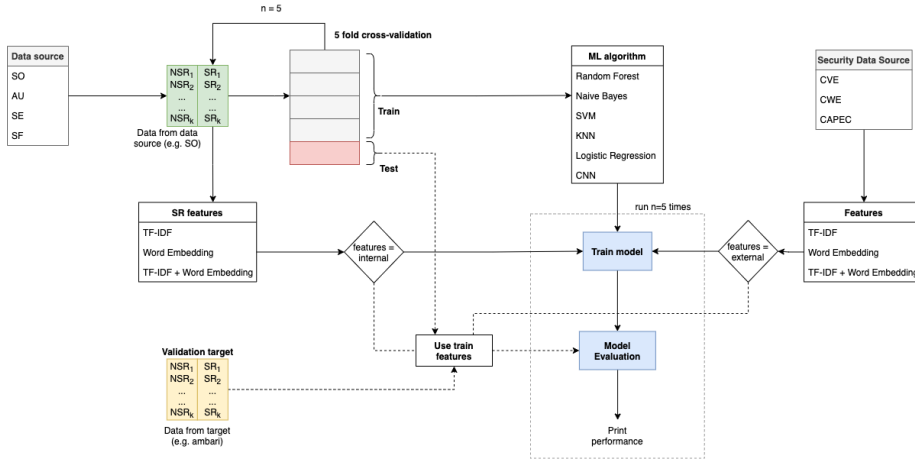 n = 5
5 fold cross-validation
Data source
SO
AU
SE
SF
NSR1 SR1
NSR2 SR2
... ...
... ...
NSRk SRk
Data from data
source (e.g. SO)
Train
Test
ML algorithm
Random Forest
Naive Bayes
SVM
KNN
Logistic Regression
CNN
Security Data Source
CVE
CWE
CAPEC
run n=5 times
SR features
TF-IDF
Word Embedding
TF-IDF + Word Embedding
features =
internal
Train model
features =
external
Features
TF-IDF
Word Embedding
TF-IDF + Word Embedding
Use train
features
Model
Evaluation
Validation target
NSR1 SR1
NSR2 SR2
... ...
... ...
NSRk SRk
Data from target
(e.g. ambari)
Print
performance